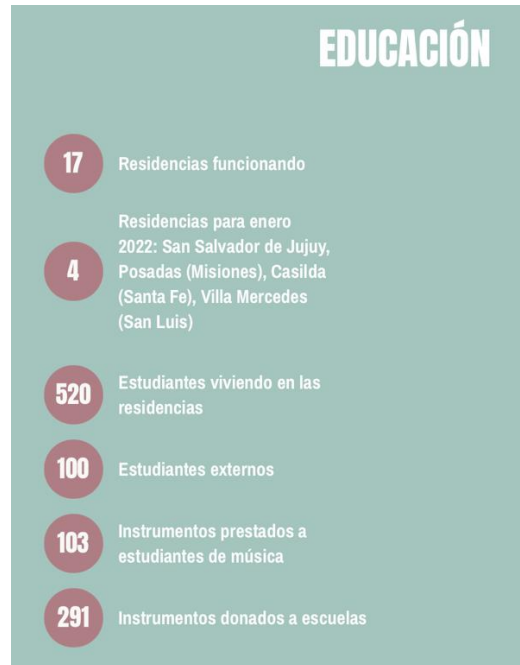 EDUCACIÓN
17
Residencias funcionando
4
Residencias para enero
2022: San Salvador de Jujuy,
Posadas (Misiones), Casilda
(Santa Fe), Villa Mercedes
(San Luis)
520
Estudiantes viviendo en las
residencias
100
Estudiantes externos
103
Instrumentos prestados a
estudiantes de música
291
Instrumentos donados a escuelas